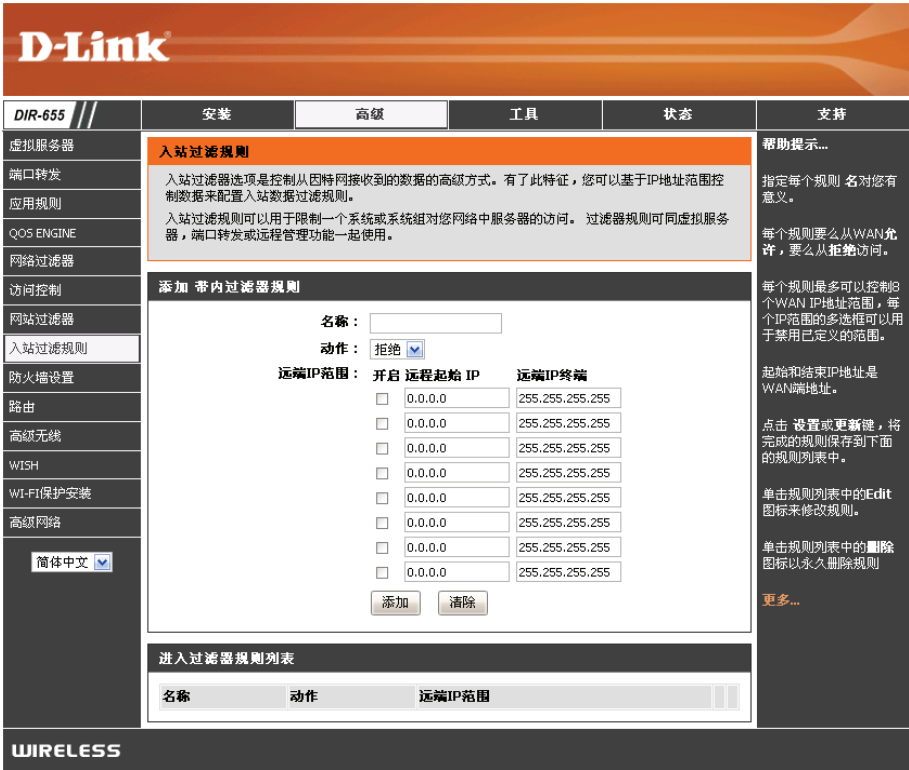 D-Link
DIR-655
安装
高级
工具
状态
支持
虚拟服务器
端口转发
应用规则
QOS ENGINE
网络过滤器
访问控制
网站过滤器
入站过滤规则
防火墙设置
路由
高级无线
WISH
WI-FI保护安装
高级网络
简体中文
入站过滤规则
入站过滤器选项是控制从因特网接收到的数据的高级方式。有了此特征，您可以基于IP地址范围控
制数据来配置入站数据过滤规则。
入站过滤规则可以用于限制一个系统或系统组对您网络中服务器的访问。 过滤器规则可同虚拟服务
器，端口转发或远程管理功能一起使用。
添加 带内过滤器规则
名称：
动作： 拒绝
远端IP范围： 开启 远程起始 IP 远端IP终端
0.0.0.0 255.255.255.255
0.0.0.0 255.255.255.255
0.0.0.0 255.255.255.255
0.0.0.0 255.255.255.255
0.0.0.0 255.255.255.255
0.0.0.0 255.255.255.255
0.0.0.0 255.255.255.255
0.0.0.0 255.255.255.255
添加 清除
进入过滤器规则列表
名称 动作 远端IP范围
帮助提示...
指定每个规则 名对您有
意义。
每个规则要么从WAN允
许，要么从拒绝访问。
每个规则最多可以控制8
个WAN IP地址范围，每
个IP范围的多选框可以用
于禁用已定义的范围。
起始和结束IP地址是
WAN端地址。
点击 设置或更新键，将
完成的规则保存到下面
的规则列表中。
单击规则列表中的Edit
图标来修改规则。
单击规则列表中的删除
图标以永久删除规则
更多...
WIRELESS